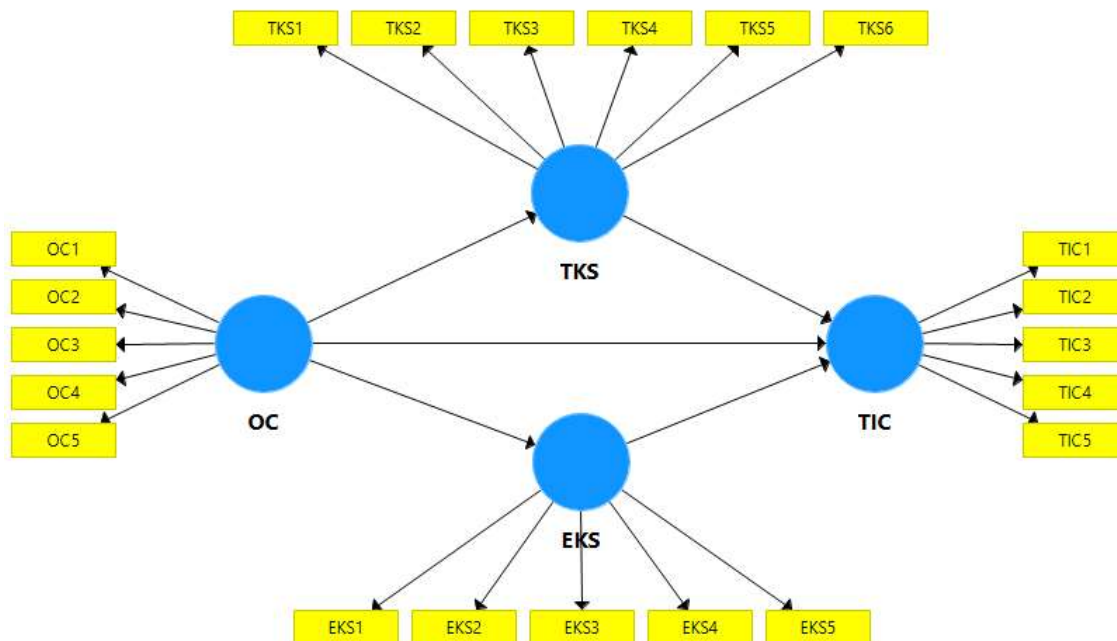 TKS1 TKS2 TKS3 TKS4 TKS5 TKS6
TKS
OC1
OC2
OC3
OC4
OC5
OC
TIC1
TIC2
TIC3
TIC4
TIC5
TIC
EKS
EKS1 EKS2 EKS3 EKS4 EKS5